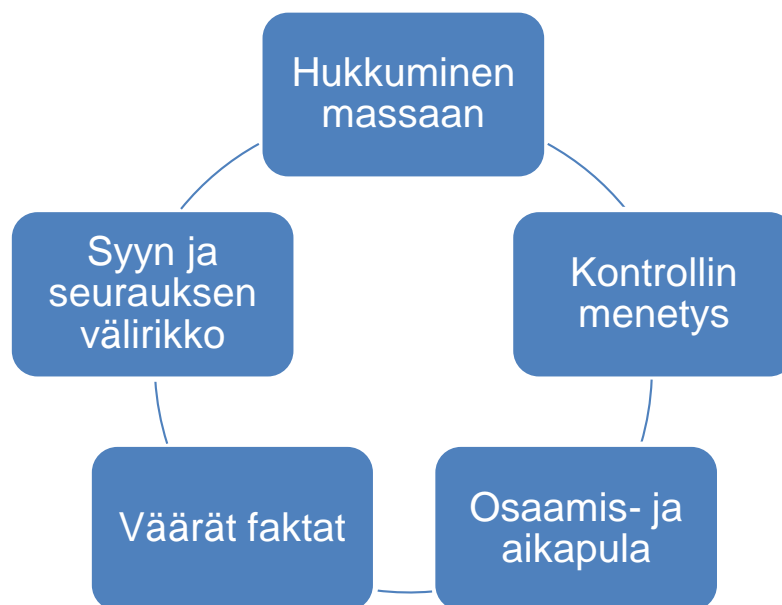 Hukkuminen
massaan
Kontrollin
menetys
Osaamis- ja
aikapula
Väärät faktat
Syyn ja
seurauksen
välirikko